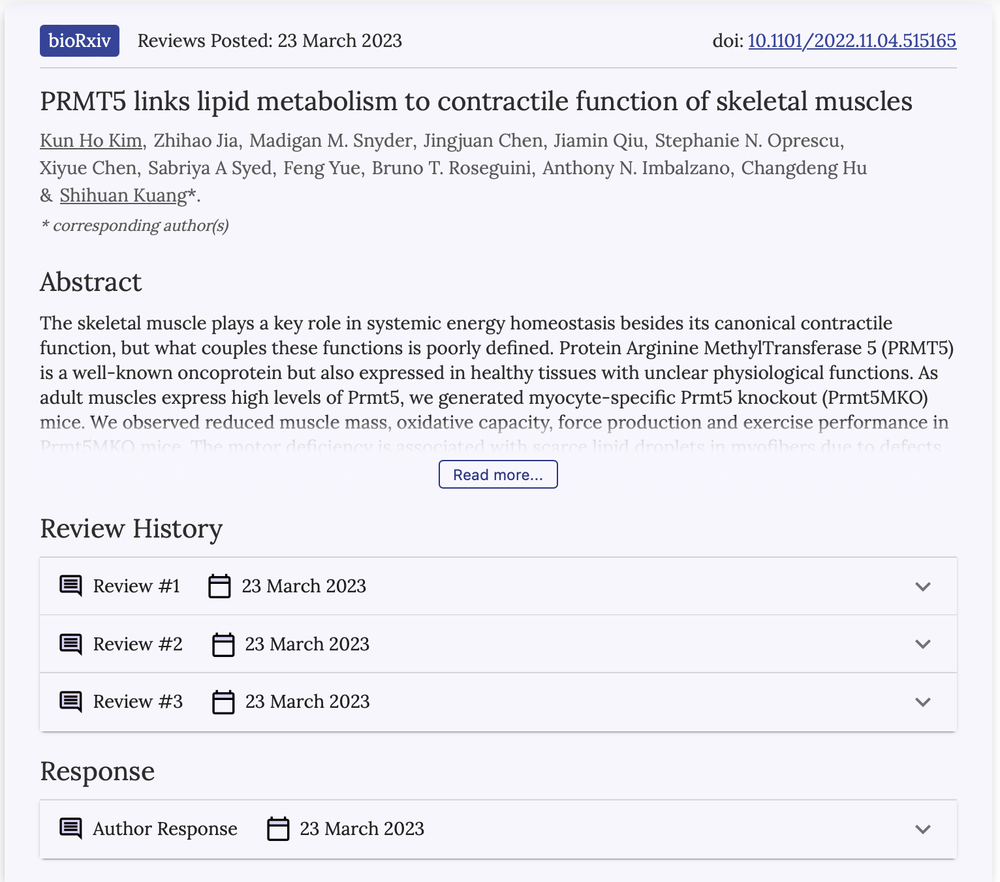 bioRxiv Reviews Posted: 23 March 2023 doi: 10.1101/2022.11.04.515165
PRMT5 links lipid metabolism to contractile function of skeletal muscles
Kun Ho Kim, Zhihao Jia, Madigan M. Snyder, Jingjuan Chen, Jiamin Qiu, Stephanie N. Oprescu,
Xiyue Chen, Sabriya A Syed, Feng Yue, Bruno T. Roseguini, Anthony N. Imbalzano, Changdeng Hu
& Shihuan Kuang*.
* corresponding author(s)
Abstract
The skeletal muscle plays a key role in systemic energy homeostasis besides its canonical contractile
function, but what couples these functions is poorly defined. Protein Arginine MethylTransferase 5 (PRMT5)
is a well-known oncoprotein but also expressed in healthy tissues with unclear physiological functions. As
adult muscles express high levels of Prmt5, we generated myocyte-specific Prmt5 knockout (Prmt5MKO)
mice. We observed reduced muscle mass, oxidative capacity, force production and exercise performance in
Prmt5MKO mice. The motor deficiency is associated with scarce lipid droplets in myofibers due to defects
Read more...
Review History
Review #1 23 March 2023
Review #2 23 March 2023
Review #3 23 March 2023
Response
Author Response 23 March 2023